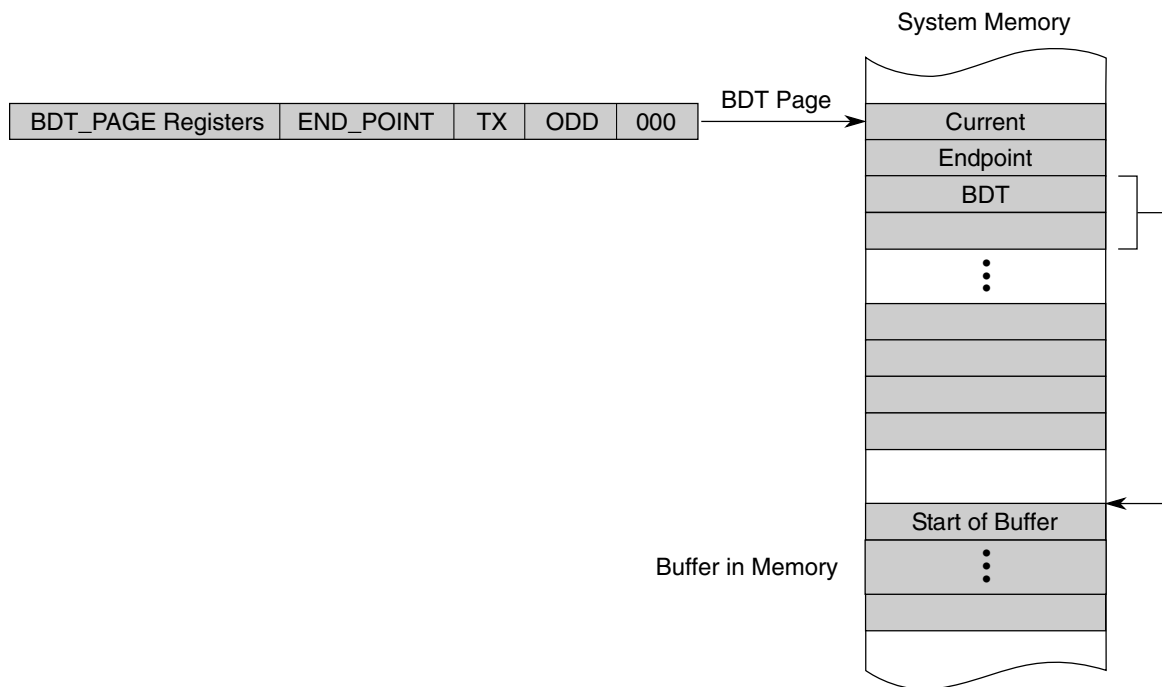 System Memory
BDT_PAGE Registers END_POINT TX ODD 000
BDT Page
Current
Endpoint
BDT
Start of Buffer
Buffer in Memory